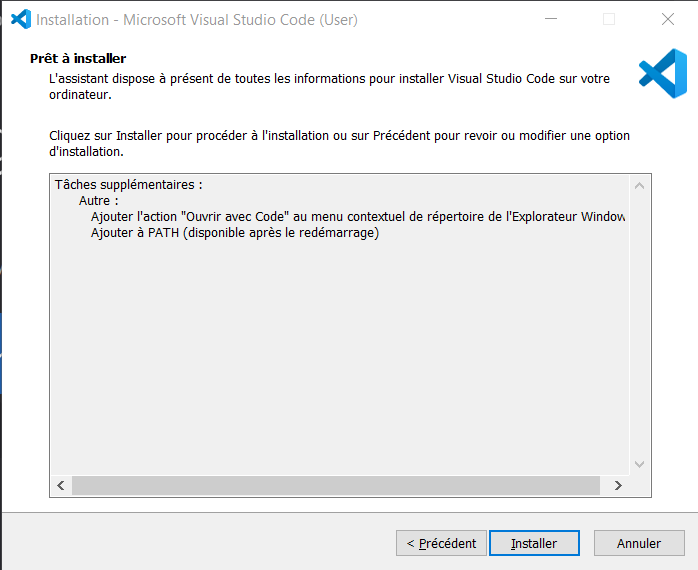 Installation - Microsoft Visual Studio Code (User)
Prêt à installer
L'assistant dispose à présent de toutes les informations pour installer Visual Studio Code sur votre
ordinateur.
Cliquez sur Installer pour procéder à l'installation ou sur Précédent pour revoir ou modifier une option
d'installation.
Tâches supplémentaires :
Autre :
Ajouter l'action "Ouvrir avec Code" au menu contextuel de répertoire de l'Explorateur Window
Ajouter à PATH (disponible après le redémarrage)
< Précédent
Installer
Annuler